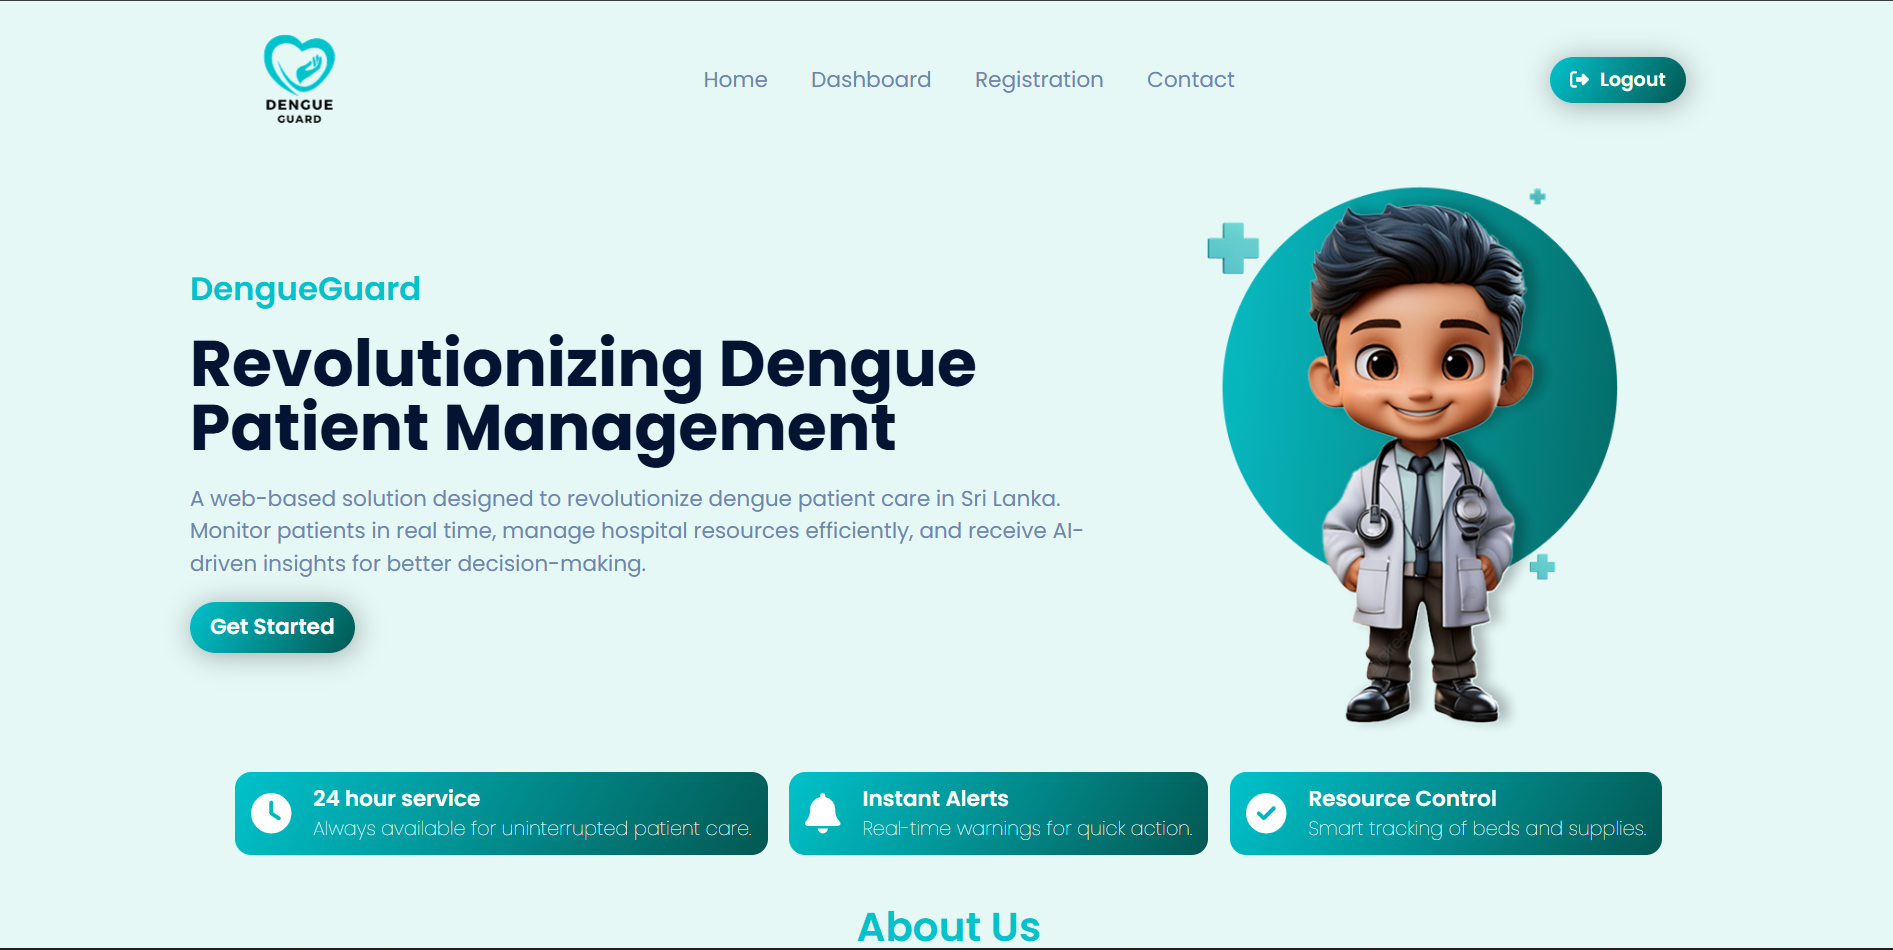 DENGUE
GUARD
Home
Dashboard
Registration
Contact
Logout
DengueGuard
Revolutionizing Dengue
Patient Management
A web-based solution designed to revolutionize dengue patient care in Sri Lanka.
Monitor patients in real time, manage hospital resources efficiently, and receive AI-
driven insights for better decision-making.
Get Started
24 hour service
Always available for uninterrupted patient care.
Instant Alerts
Real-time warnings for quick action.
Resource Control
Smart tracking of beds and supplies.
About Us